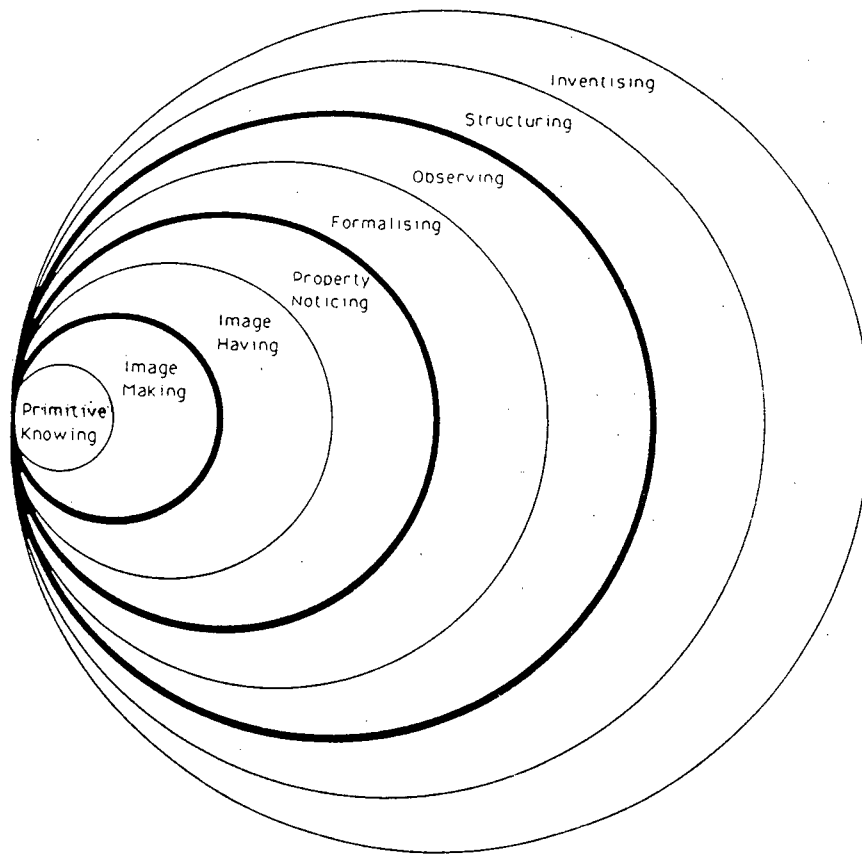 Inventising
Structuring
Observing
Formalising
Property
Noticing
Image
Having
Image
Making
Primitive
Knowing